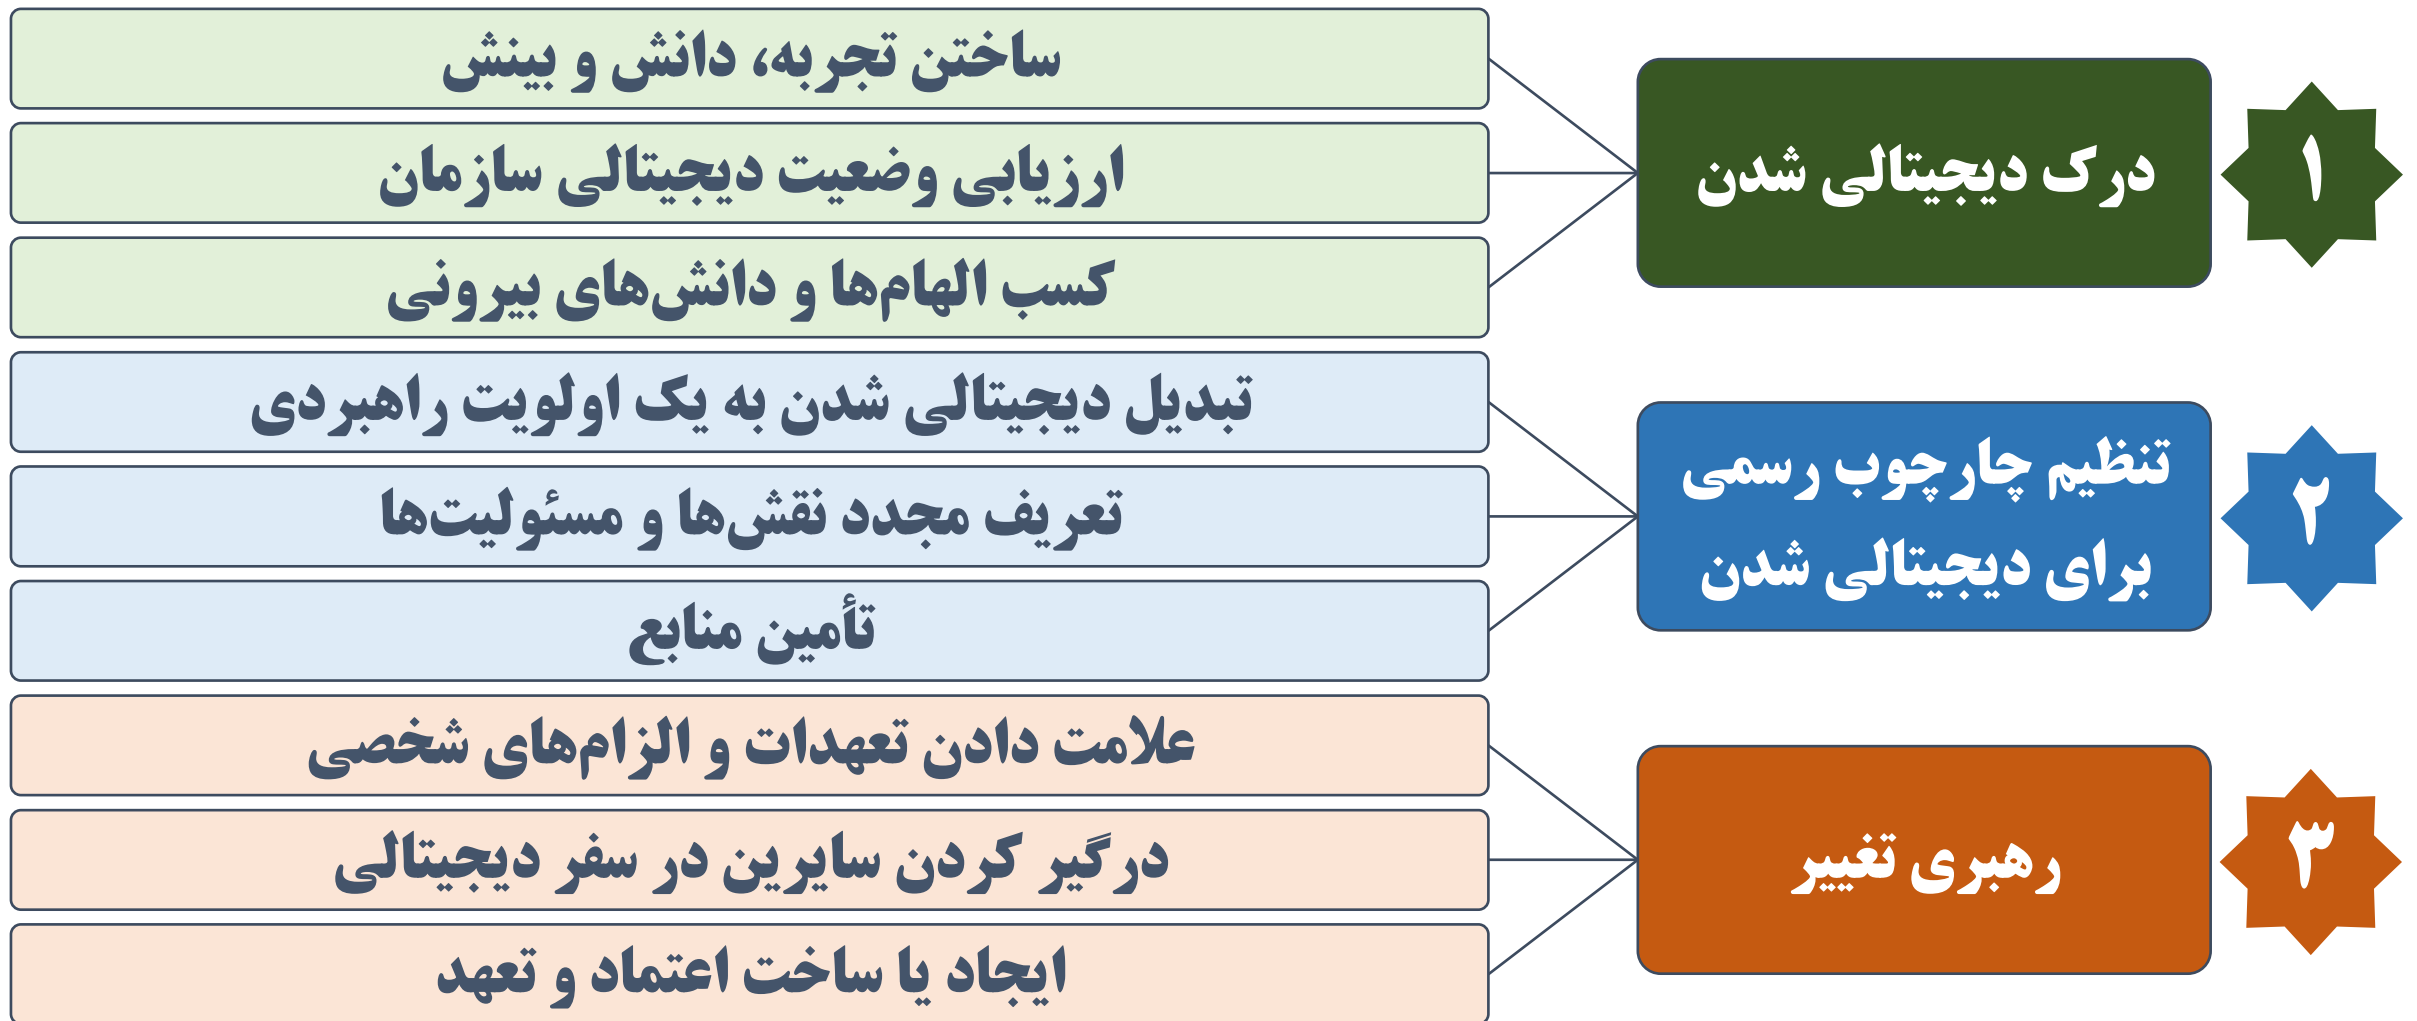 ۱
درک دیجیتالی شدن
ساختن تجربه، دانش و بینش
ارزیابی وضعیت دیجیتالی سازمان
کسب الهام‌ها و دانش‌های بیرونی
۲
تنظیم چارچوب رسمی
برای دیجیتالی شدن
تبدیل دیجیتالی شدن به یک اولویت راهبردی
تعریف مجدد نقش‌ها و مسئولیت‌ها
تأمین منابع
۳
رهبری تغییر
علامت دادن تعهدات و الزام‌های شخصی
درگیر کردن سایرین در سفر دیجیتالی
ایجاد یا ساخت اعتماد و تعهد